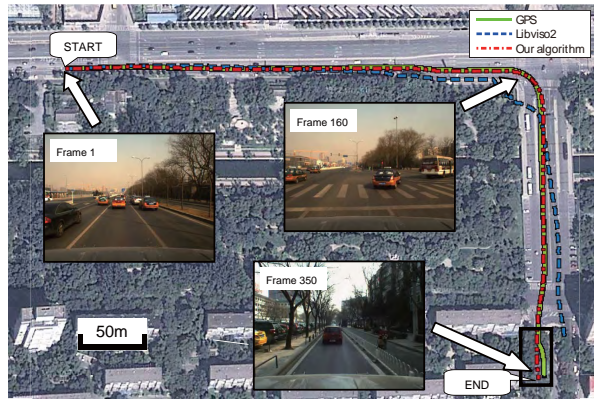 GPS
Libviso2
Our algorithm
START
Frame 1
Frame 160
Frame 350
50m
END